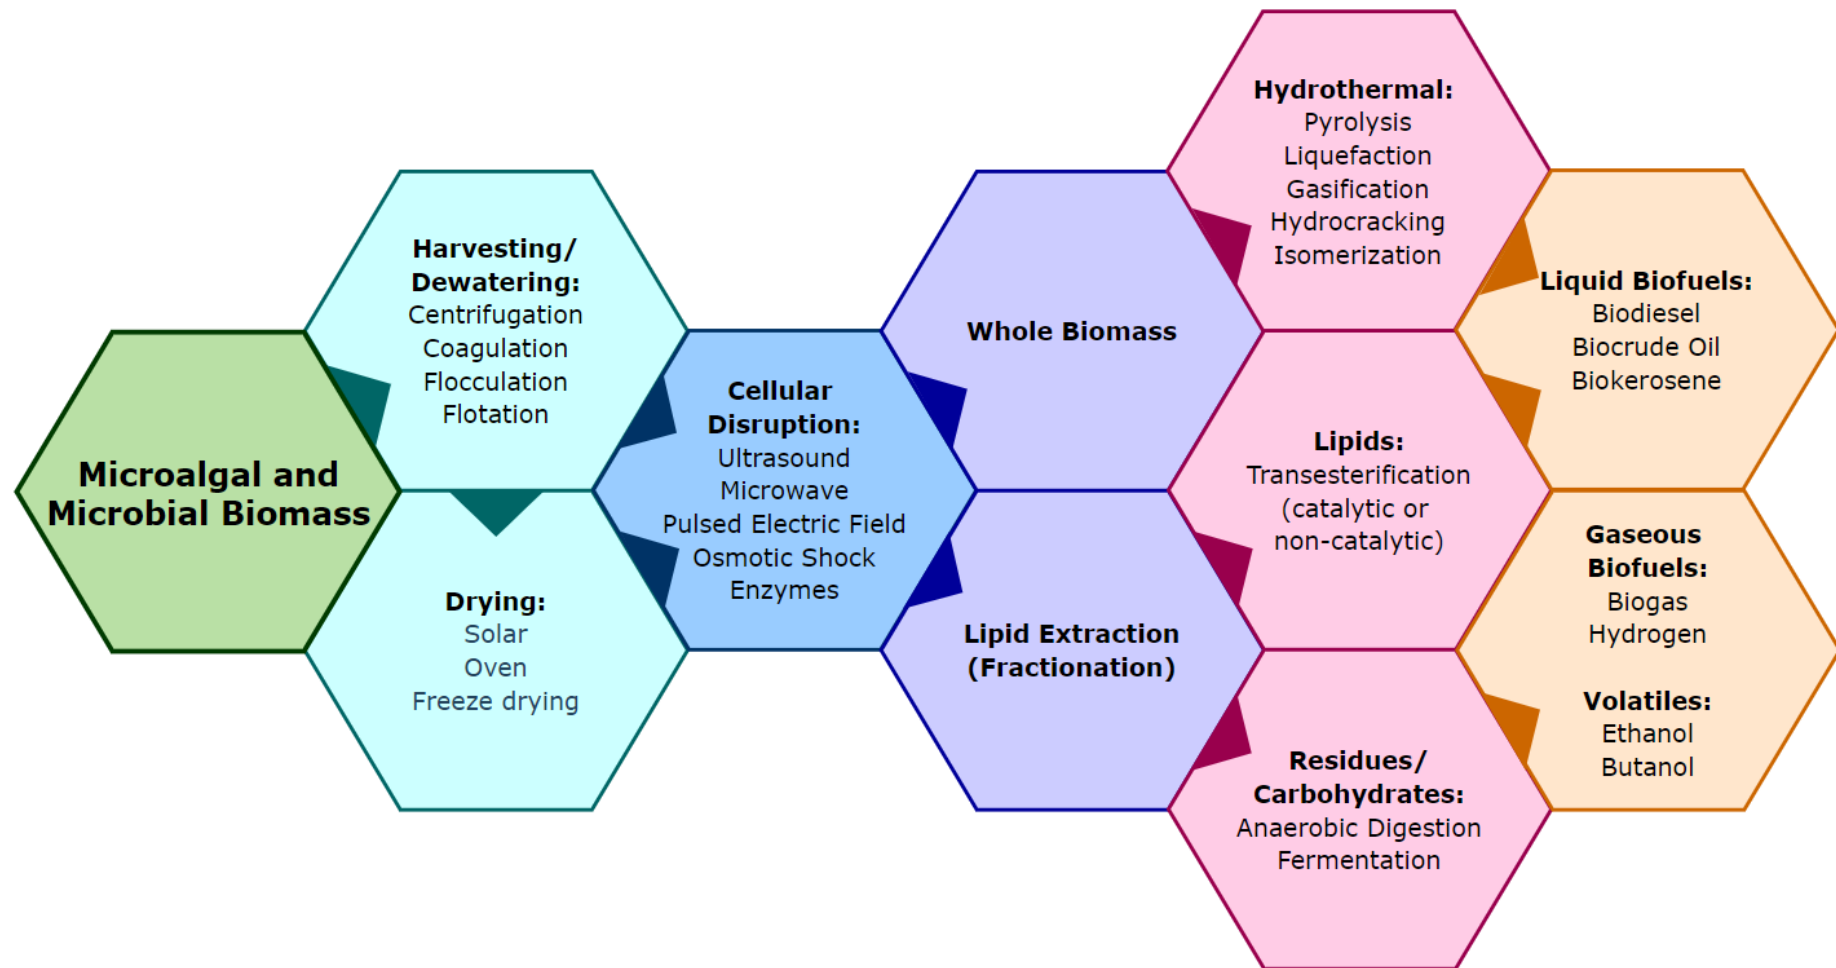 Microalgal and
Microbial Biomass
Harvesting/
Dewatering:
Centrifugation
Coagulation
Flocculation
Flotation
Drying:
Solar
Oven
Freeze drying
Cellular
Disruption:
Ultrasound
Microwave
Pulsed Electric Field
Osmotic Shock
Enzymes
Whole Biomass
Lipid Extraction
(Fractionation)
Hydrothermal:
Pyrolysis
Liquefaction
Gasification
Hydrocracking
Isomerization
Lipids:
Transesterification
(catalytic or
non-catalytic)
Residues/
Carbohydrates:
Anaerobic Digestion
Fermentation
Liquid Biofuels:
Biodiesel
Biocrude Oil
Biokerosene
Gaseous
Biofuels:
Biogas
Hydrogen
Volatiles:
Ethanol
Butanol